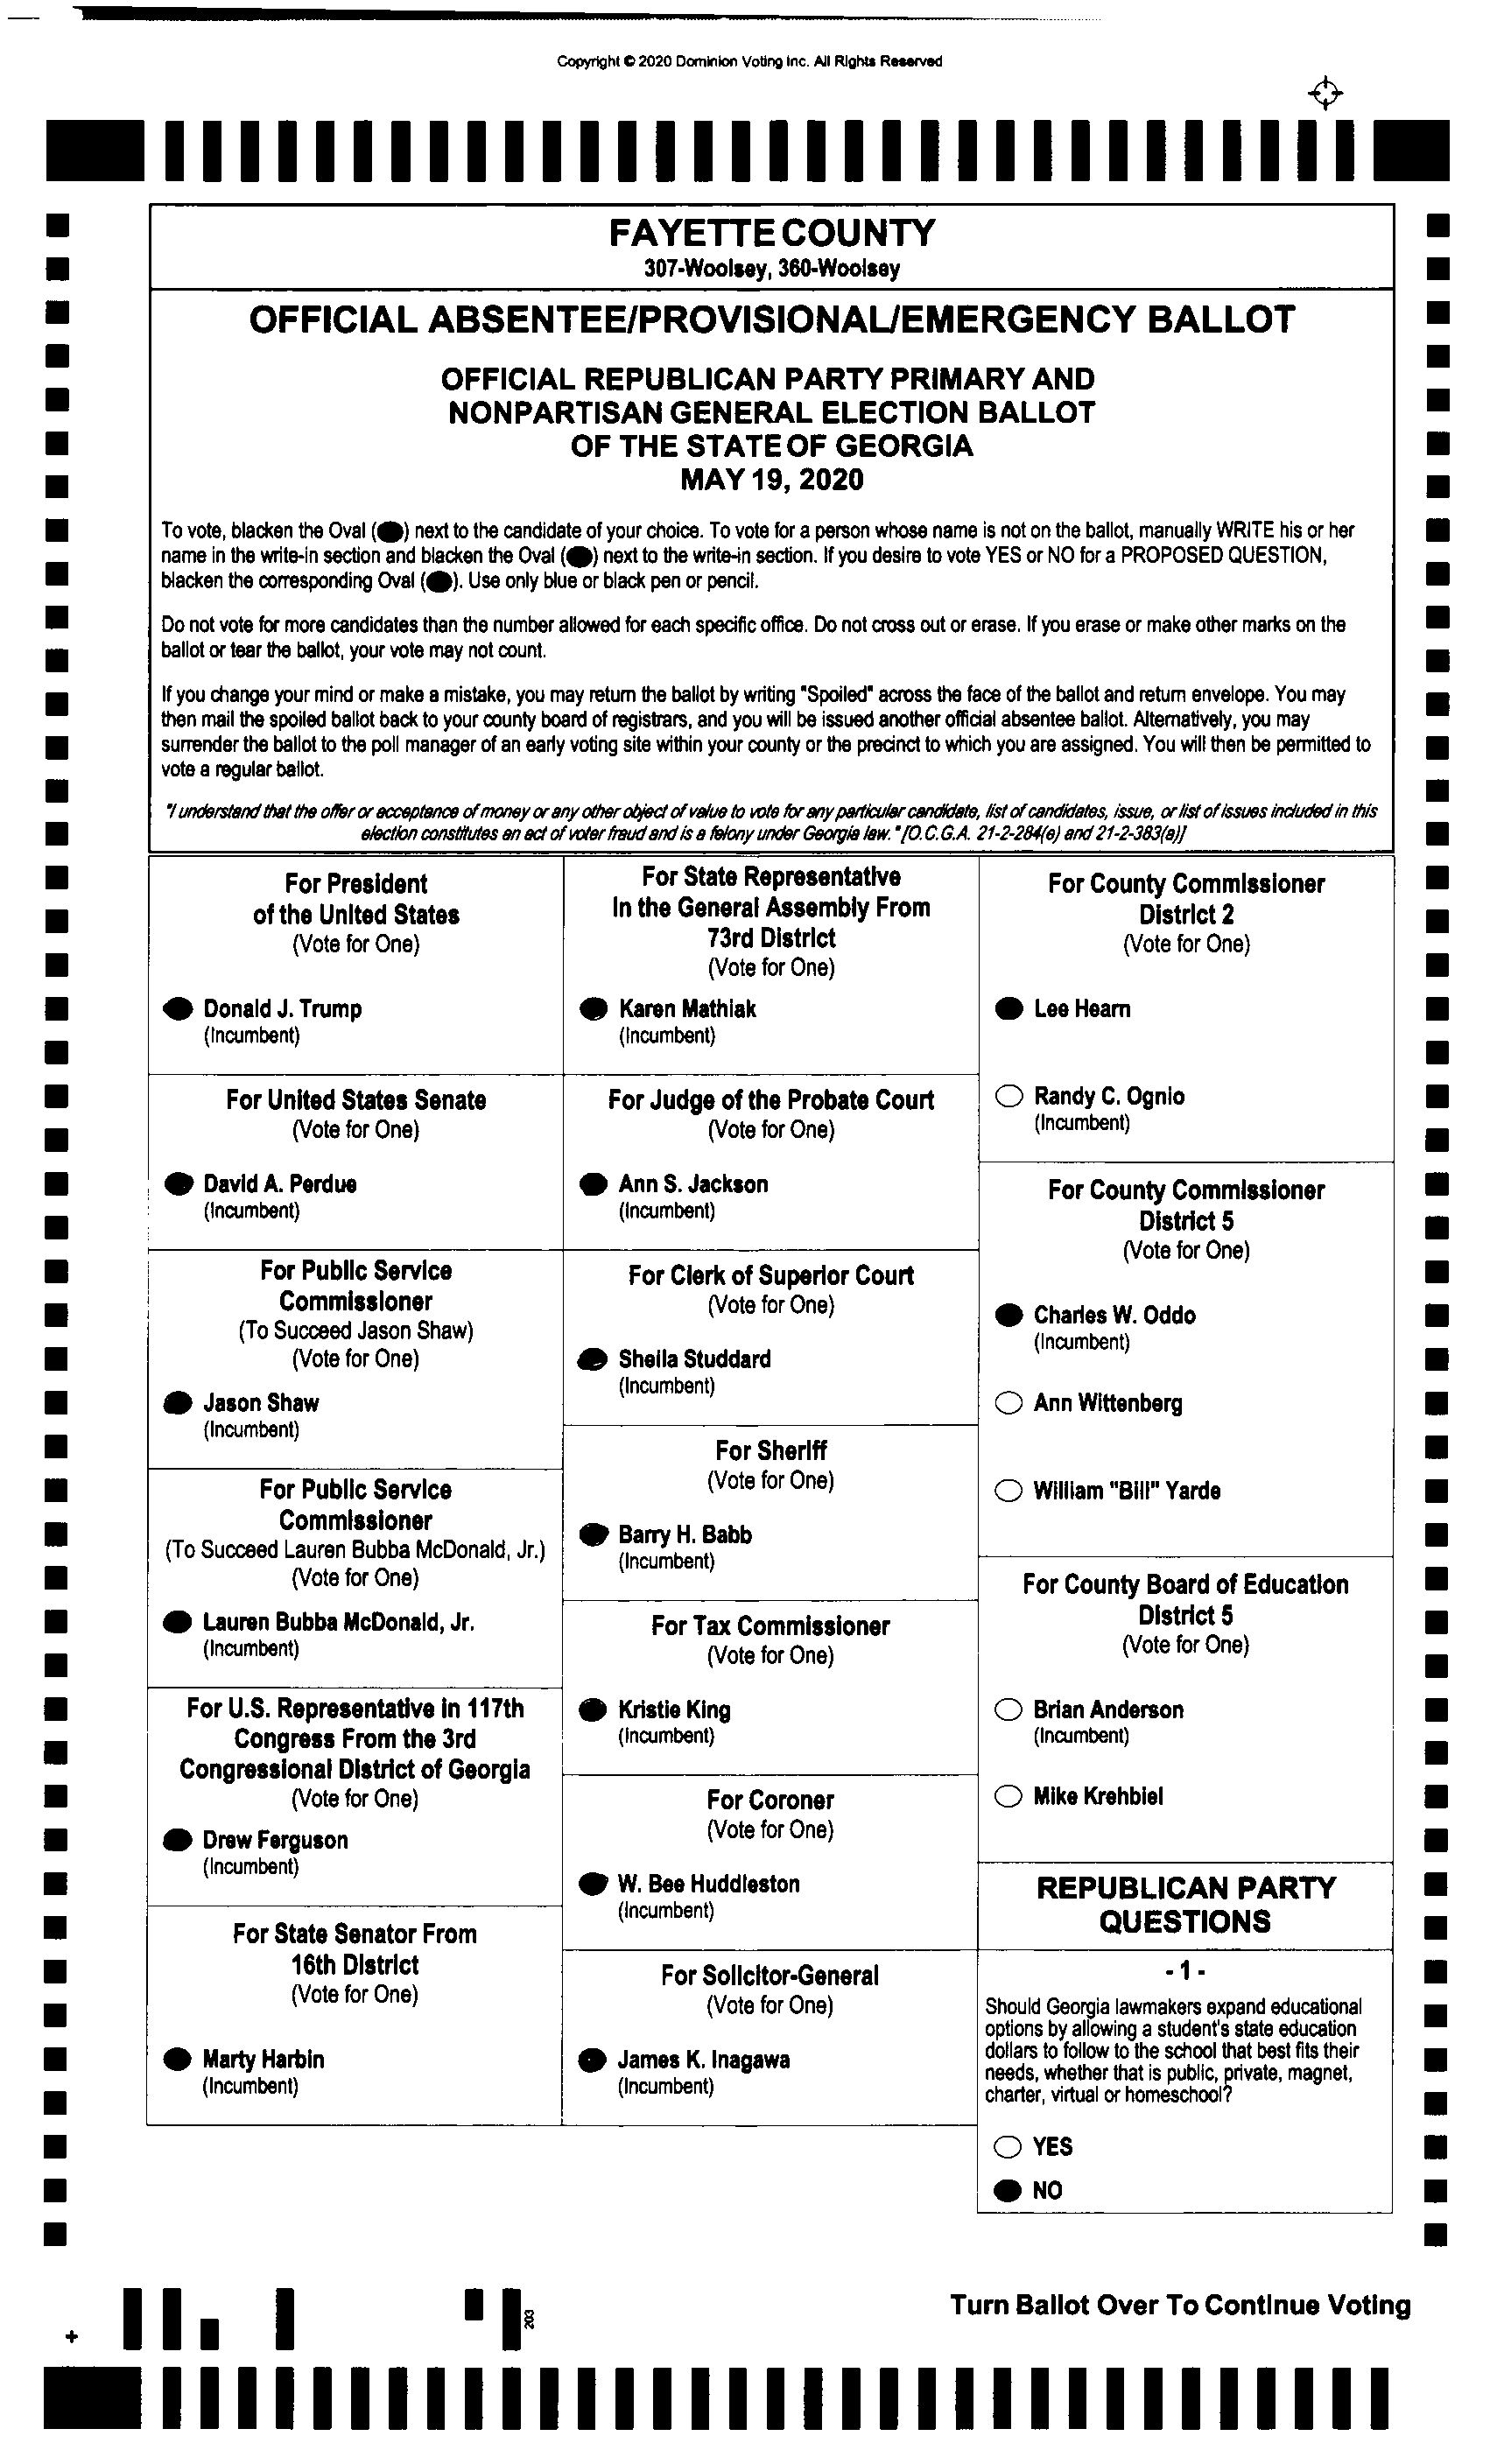 Copyright © 2020 Dominion Voting Inc. All Rights Reserved
FAYETTE COUNTY
307-Woolsey, 360-Woolsey
OFFICIAL ABSENTEE/PROVISIONAL/EMERGENCY BALLOT
OFFICIAL REPUBLICAN PARTY PRIMARY AND
NONPARTISAN GENERAL ELECTION BALLOT
OF THE STATE OF GEORGIA
MAY 19, 2020
To vote, blacken the Oval (●) next to the candidate of your choice. To vote for a person whose name is not on the ballot, manually WRITE his or her
name in the write-in section and blacken the Oval (●) next to the write-in section. If you desire to vote YES or NO for a PROPOSED QUESTION,
blacken the corresponding Oval (●). Use only blue or black pen or pencil.
Do not vote for more candidates than the number allowed for each specific office. Do not cross out or erase. If you erase or make other marks on the
ballot or tear the ballot, your vote may not count.
If you change your mind or make a mistake, you may return the ballot by writing "Spoiled" across the face of the ballot and return envelope. You may
then mail the spoiled ballot back to your county board of registrars, and you will be issued another official absentee ballot. Alternatively, you may
surrender the ballot to the poll manager of an early voting site within your county or the precinct to which you are assigned. You will then be permitted to
vote a regular ballot.
"I understand that the offer or acceptance of money or any other object of value to vote for any particular candidate, list of candidates, issue, or list of issues included in this
election constitutes an act of voter fraud and is a felony under Georgia law." [O.C.G.A. 21-2-284(e) and 21-2-383(a)]
For President
of the United States
(Vote for One)
Donald J. Trump
(Incumbent)
For United States Senate
(Vote for One)
David A. Perdue
(Incumbent)
For Public Service
Commissioner
(To Succeed Jason Shaw)
(Vote for One)
Jason Shaw
(Incumbent)
For Public Service
Commissioner
(To Succeed Lauren Bubba McDonald, Jr.)
(Vote for One)
Lauren Bubba McDonald, Jr.
(Incumbent)
For U.S. Representative in 117th
Congress From the 3rd
Congressional District of Georgia
(Vote for One)
Drew Ferguson
(Incumbent)
For State Senator From
16th District
(Vote for One)
Marty Harbin
(Incumbent)
For State Representative
In the General Assembly From
73rd District
(Vote for One)
Karen Mathiak
(Incumbent)
For Judge of the Probate Court
(Vote for One)
Ann S. Jackson
(Incumbent)
For Clerk of Superior Court
(Vote for One)
Sheila Studdard
(Incumbent)
For Sheriff
(Vote for One)
Barry H. Babb
(Incumbent)
For Tax Commissioner
(Vote for One)
Kristie King
(Incumbent)
For Coroner
(Vote for One)
W. Bee Huddleston
(Incumbent)
For Solicitor-General
(Vote for One)
James K. Inagawa
(Incumbent)
For County Commissioner
District 2
(Vote for One)
Lee Hearn
Randy C. Ognio
(Incumbent)
For County Commissioner
District 5
(Vote for One)
Charles W. Oddo
(Incumbent)
Ann Wittenberg
William "Bill" Yarde
For County Board of Education
District 5
(Vote for One)
Brian Anderson
(Incumbent)
Mike Krehbiel
REPUBLICAN PARTY
QUESTIONS
- 1 -
Should Georgia lawmakers expand educational
options by allowing a student's state education
dollars to follow to the school that best fits their
needs, whether that is public, private, magnet,
charter, virtual or homeschool?
YES
NO
Turn Ballot Over To Continue Voting
203